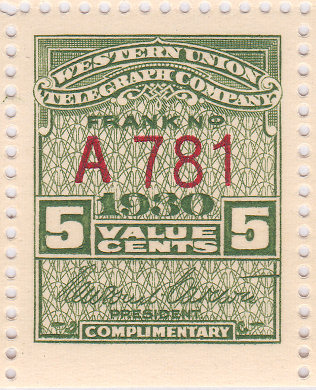 WESTERN UNION
TELEGRAPH COMPANY
FRANK No
A 781
1930
5 VALUE 5
CENTS
PRESIDENT
COMPLIMENTARY